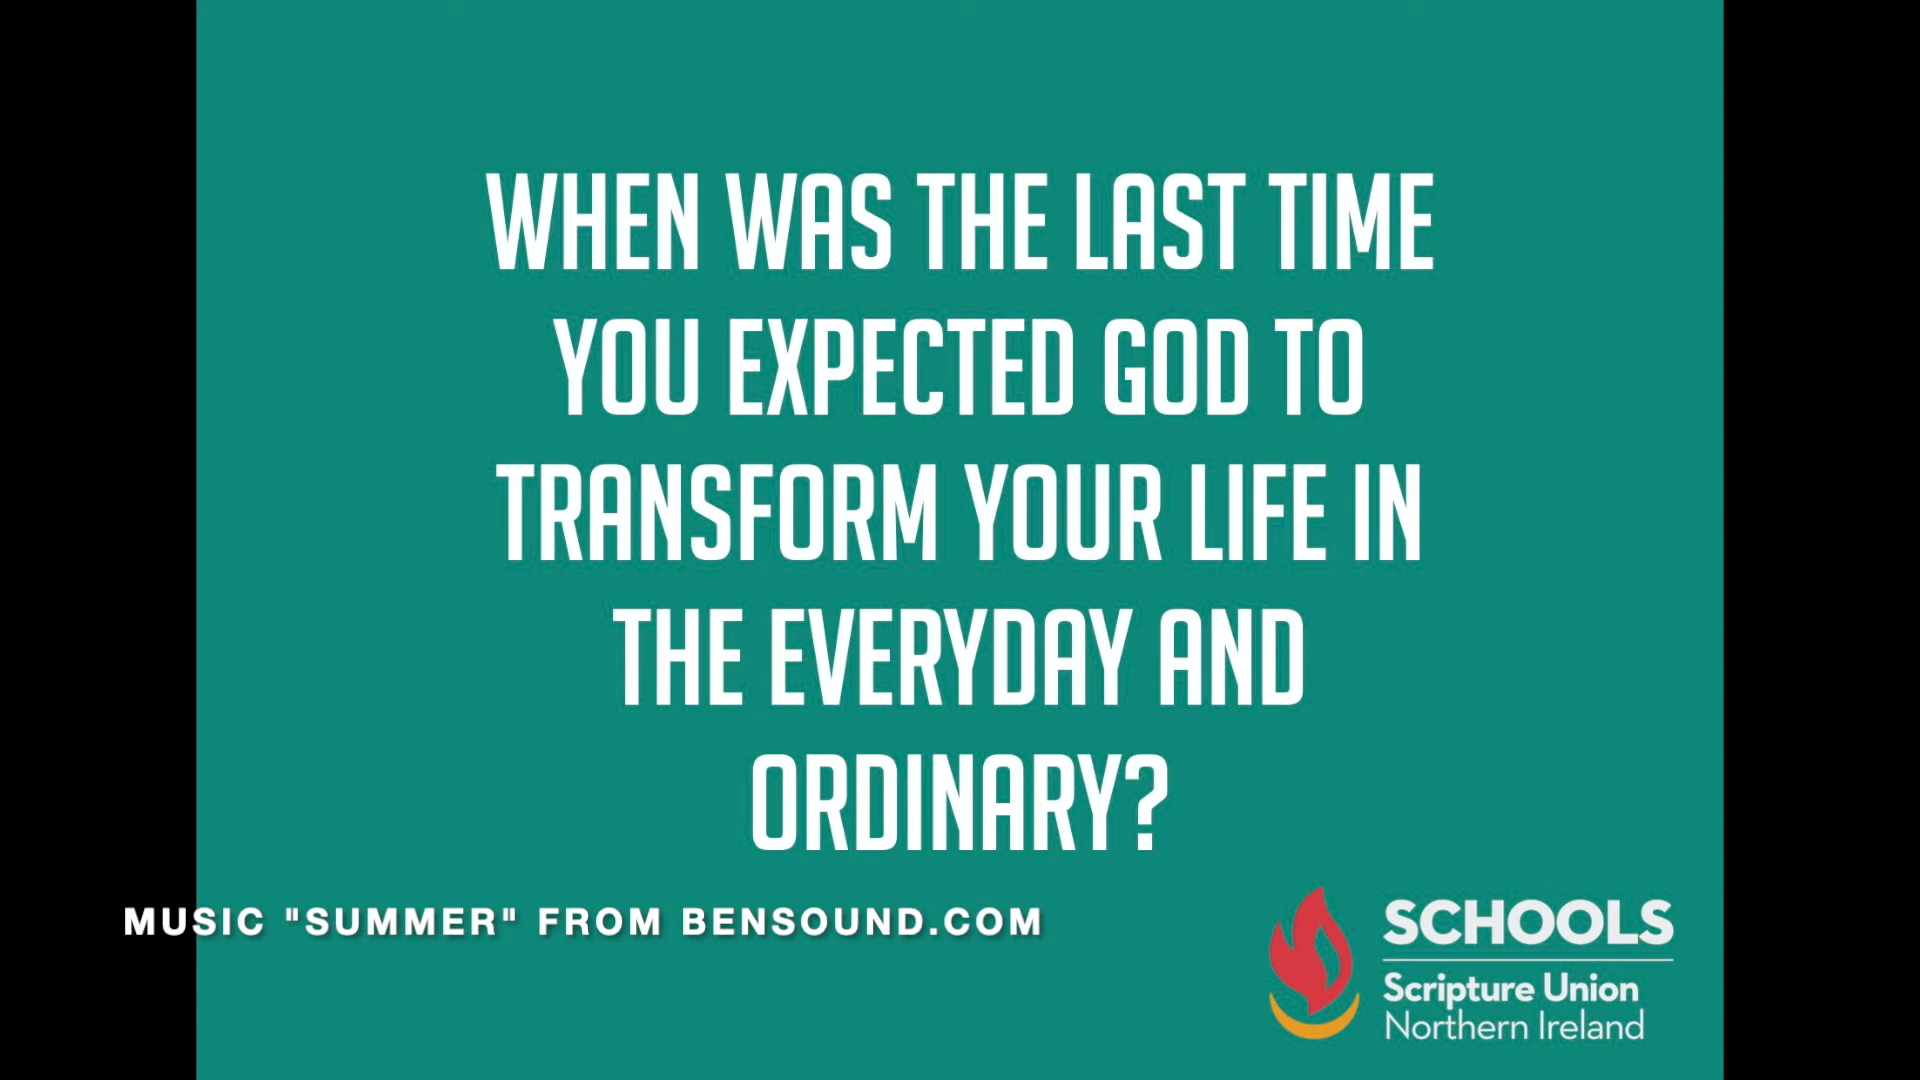 WHEN WAS THE LAST TIME
YOU EXPECTED GOD TO
TRANSFORM YOUR LIFE IN
THE EVERYDAY AND
ORDINARY?
MUSIC "SUMMER" FROM BENSOUND.COM
SCHOOLS
Scripture Union
Northern Ireland